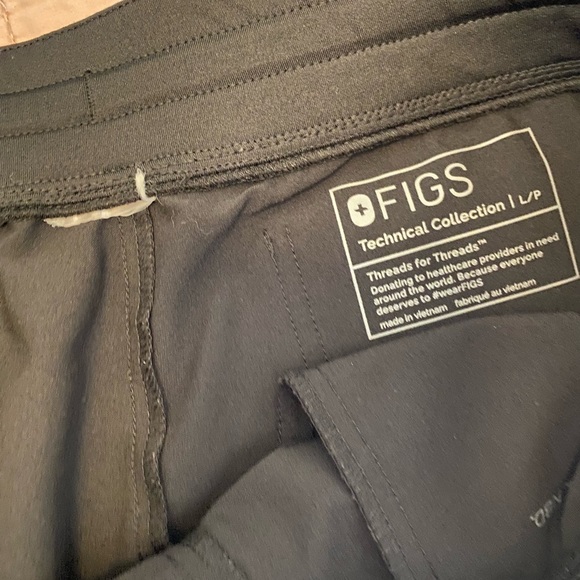 FIGS
Technical Collection | L/P
Threads for Threads™
Donating to healthcare providers in need
around the world. Because everyone
deserves to #wearFIGS
made in vietnam fabriqué au vietnam